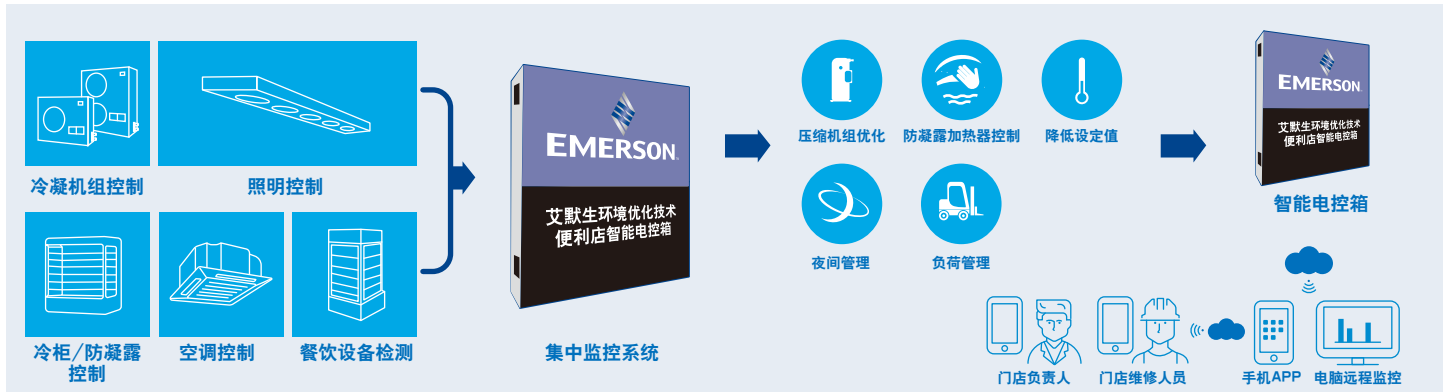 冷凝机组控制
照明控制
冷柜/防凝露
控制
空调控制
餐饮设备检测
EMERSON
艾默生环境优化技术
便利店智能电控箱
集中监控系统
压缩机组优化
防凝露加热器控制
降低设定值
夜间管理
负荷管理
EMERSON
艾默生环境优化技术
便利店智能电控箱
智能电控箱
门店负责人
门店维修人员
手机APP
电脑远程监控